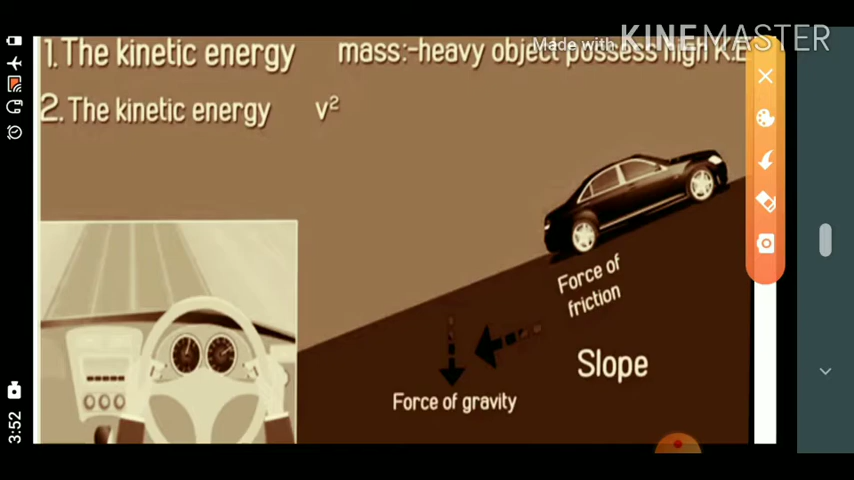 Made with KINEMASTER
1. The kinetic energy mass:-heavy object possess high K.E
2. The kinetic energy v²
Force of
friction
Slope
Force of gravity
3:52